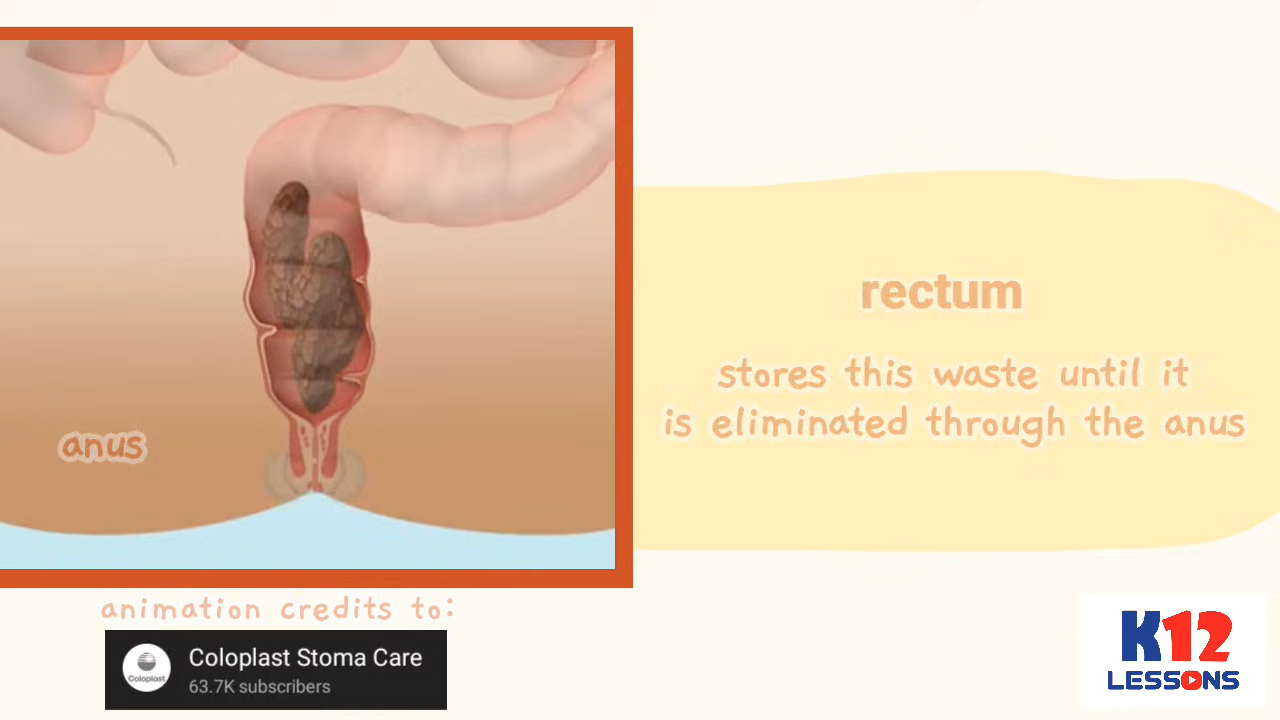 rectum
stores this waste until it
is eliminated through the anus
anus
animation credits to:
Coloplast
Coloplast Stoma Care
63.7K subscribers
K12
LESSONS